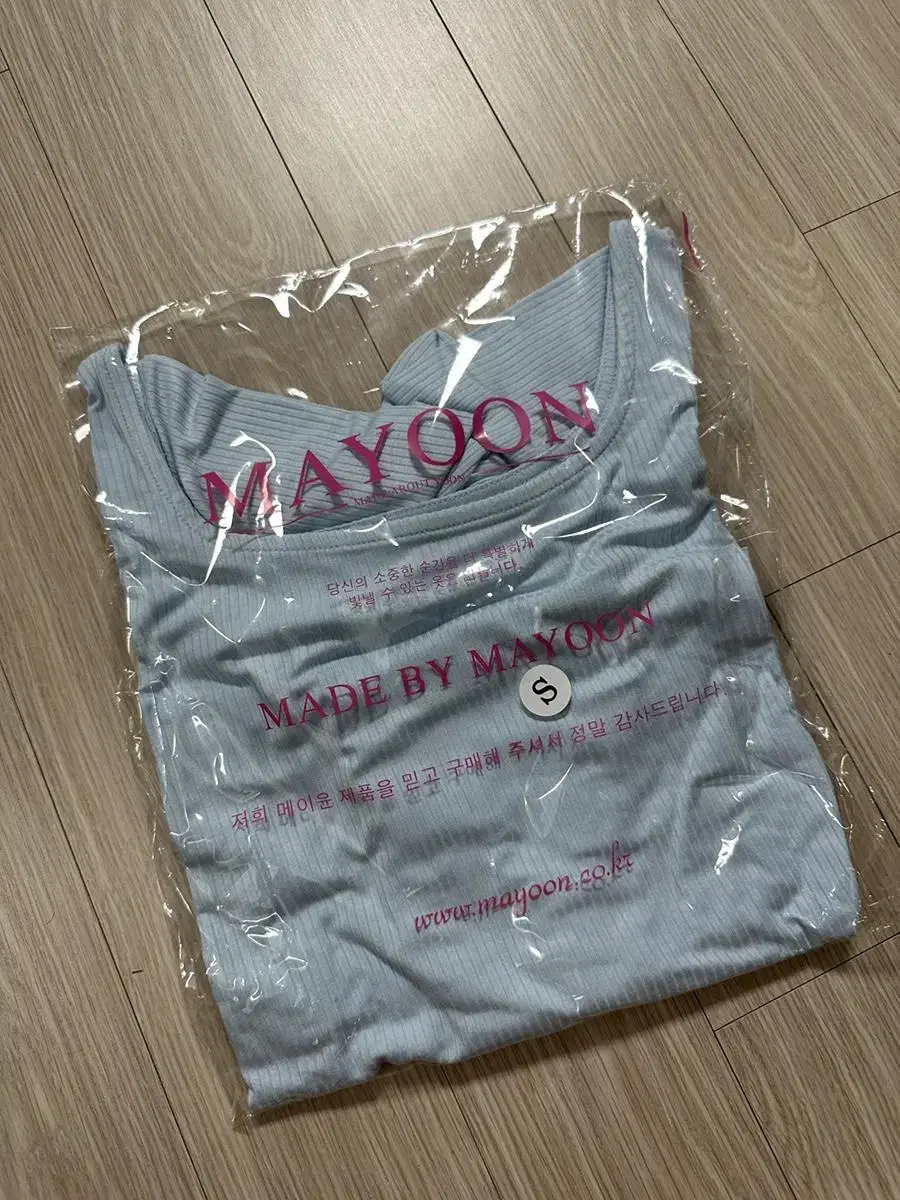 MAYOON
MADE ABOUT YOON
당신의 소중한 순간을 더 특별하게
빛낼 수 있는 옷을 만듭니다.
MADE BY MAYOON
S
저희 메이윤 제품을 믿고 구매해 주셔서 정말 감사드립니다.
www.mayoon.co.kr